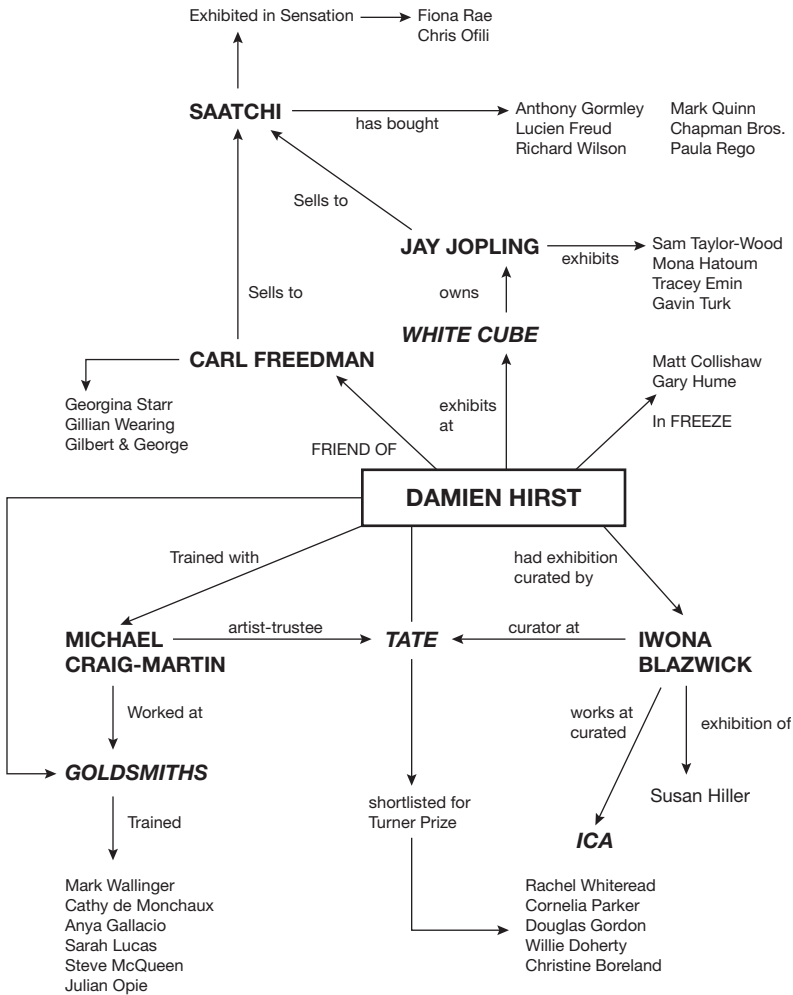 Exhibited in Sensation
Fiona Rae
Chris Ofili
SAATCHI
has bought
Anthony Gormley
Lucien Freud
Richard Wilson
Mark Quinn
Chapman Bros.
Paula Rego
Sells to
JAY JOPLING
exhibits
Sam Taylor-Wood
Mona Hatoum
Tracey Emin
Gavin Turk
Sells to
owns
WHITE CUBE
CARL FREEDMAN
Georgina Starr
Gillian Wearing
Gilbert & George
Matt Collishaw
Gary Hume
In FREEZE
exhibits
at
FRIEND OF
DAMIEN HIRST
Trained with
had exhibition
curated by
MICHAEL
CRAIG-MARTIN
artist-trustee
TATE
curator at
IWONA
BLAZWICK
Worked at
works at
curated
exhibition of
GOLDSMITHS
Susan Hiller
shortlisted for
Turner Prize
Trained
ICA
Mark Wallinger
Cathy de Monchaux
Anya Gallacio
Sarah Lucas
Steve McQueen
Julian Opie
Rachel Whiteread
Cornelia Parker
Douglas Gordon
Willie Doherty
Christine Boreland